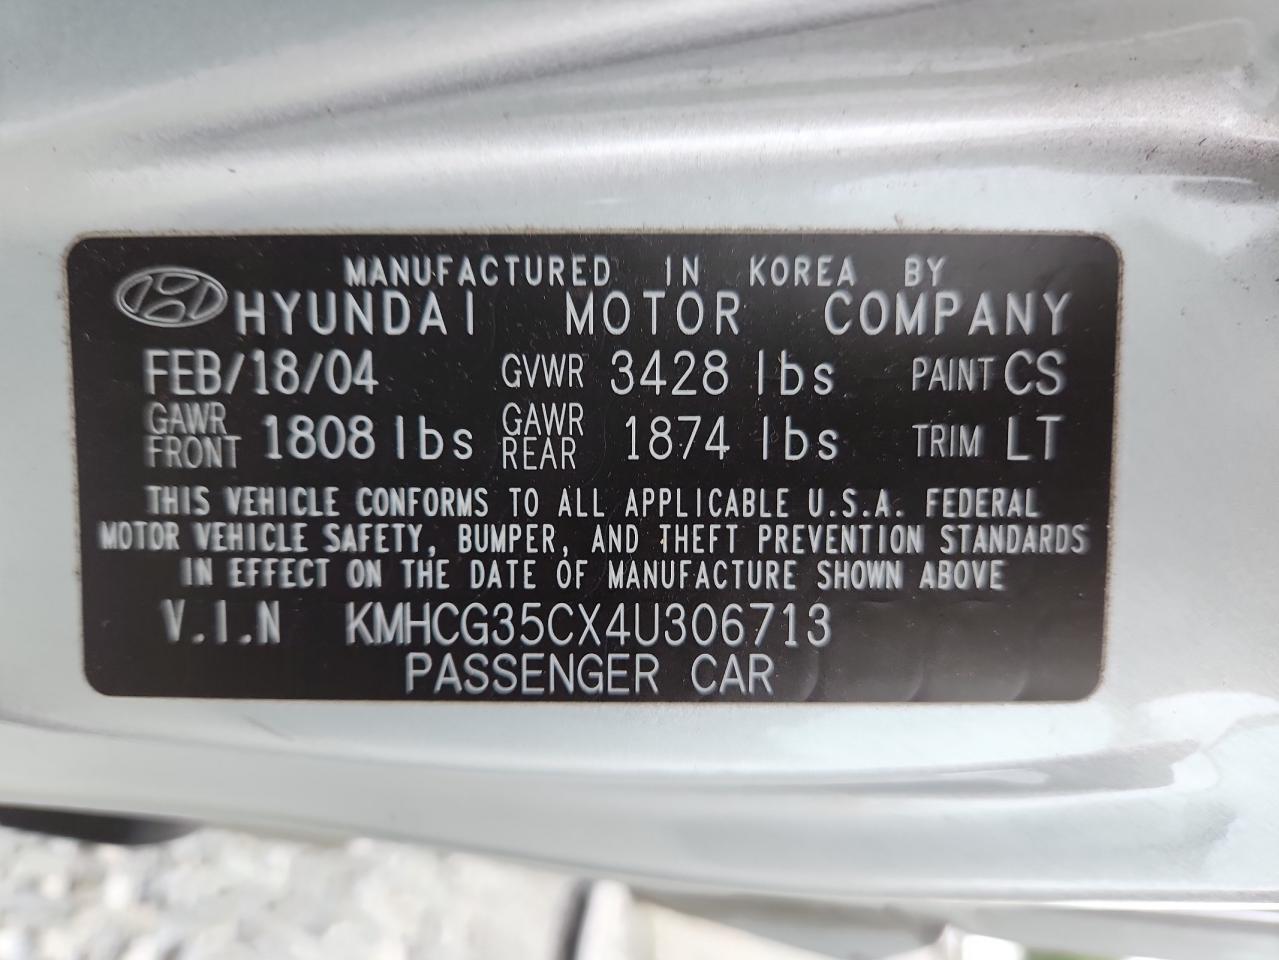 MANUFACTURED IN KOREA BY
HYUNDAI MOTOR COMPANY
FEB/18/04 GVWR 3428 lbs PAINT CS
GAWR FRONT 1808 lbs GAWR REAR 1874 lbs TRIM LT
THIS VEHICLE CONFORMS TO ALL APPLICABLE U.S.A. FEDERAL
MOTOR VEHICLE SAFETY, BUMPER, AND THEFT PREVENTION STANDARDS
IN EFFECT ON THE DATE OF MANUFACTURE SHOWN ABOVE
V.I.N KMHCG35CX4U306713
PASSENGER CAR